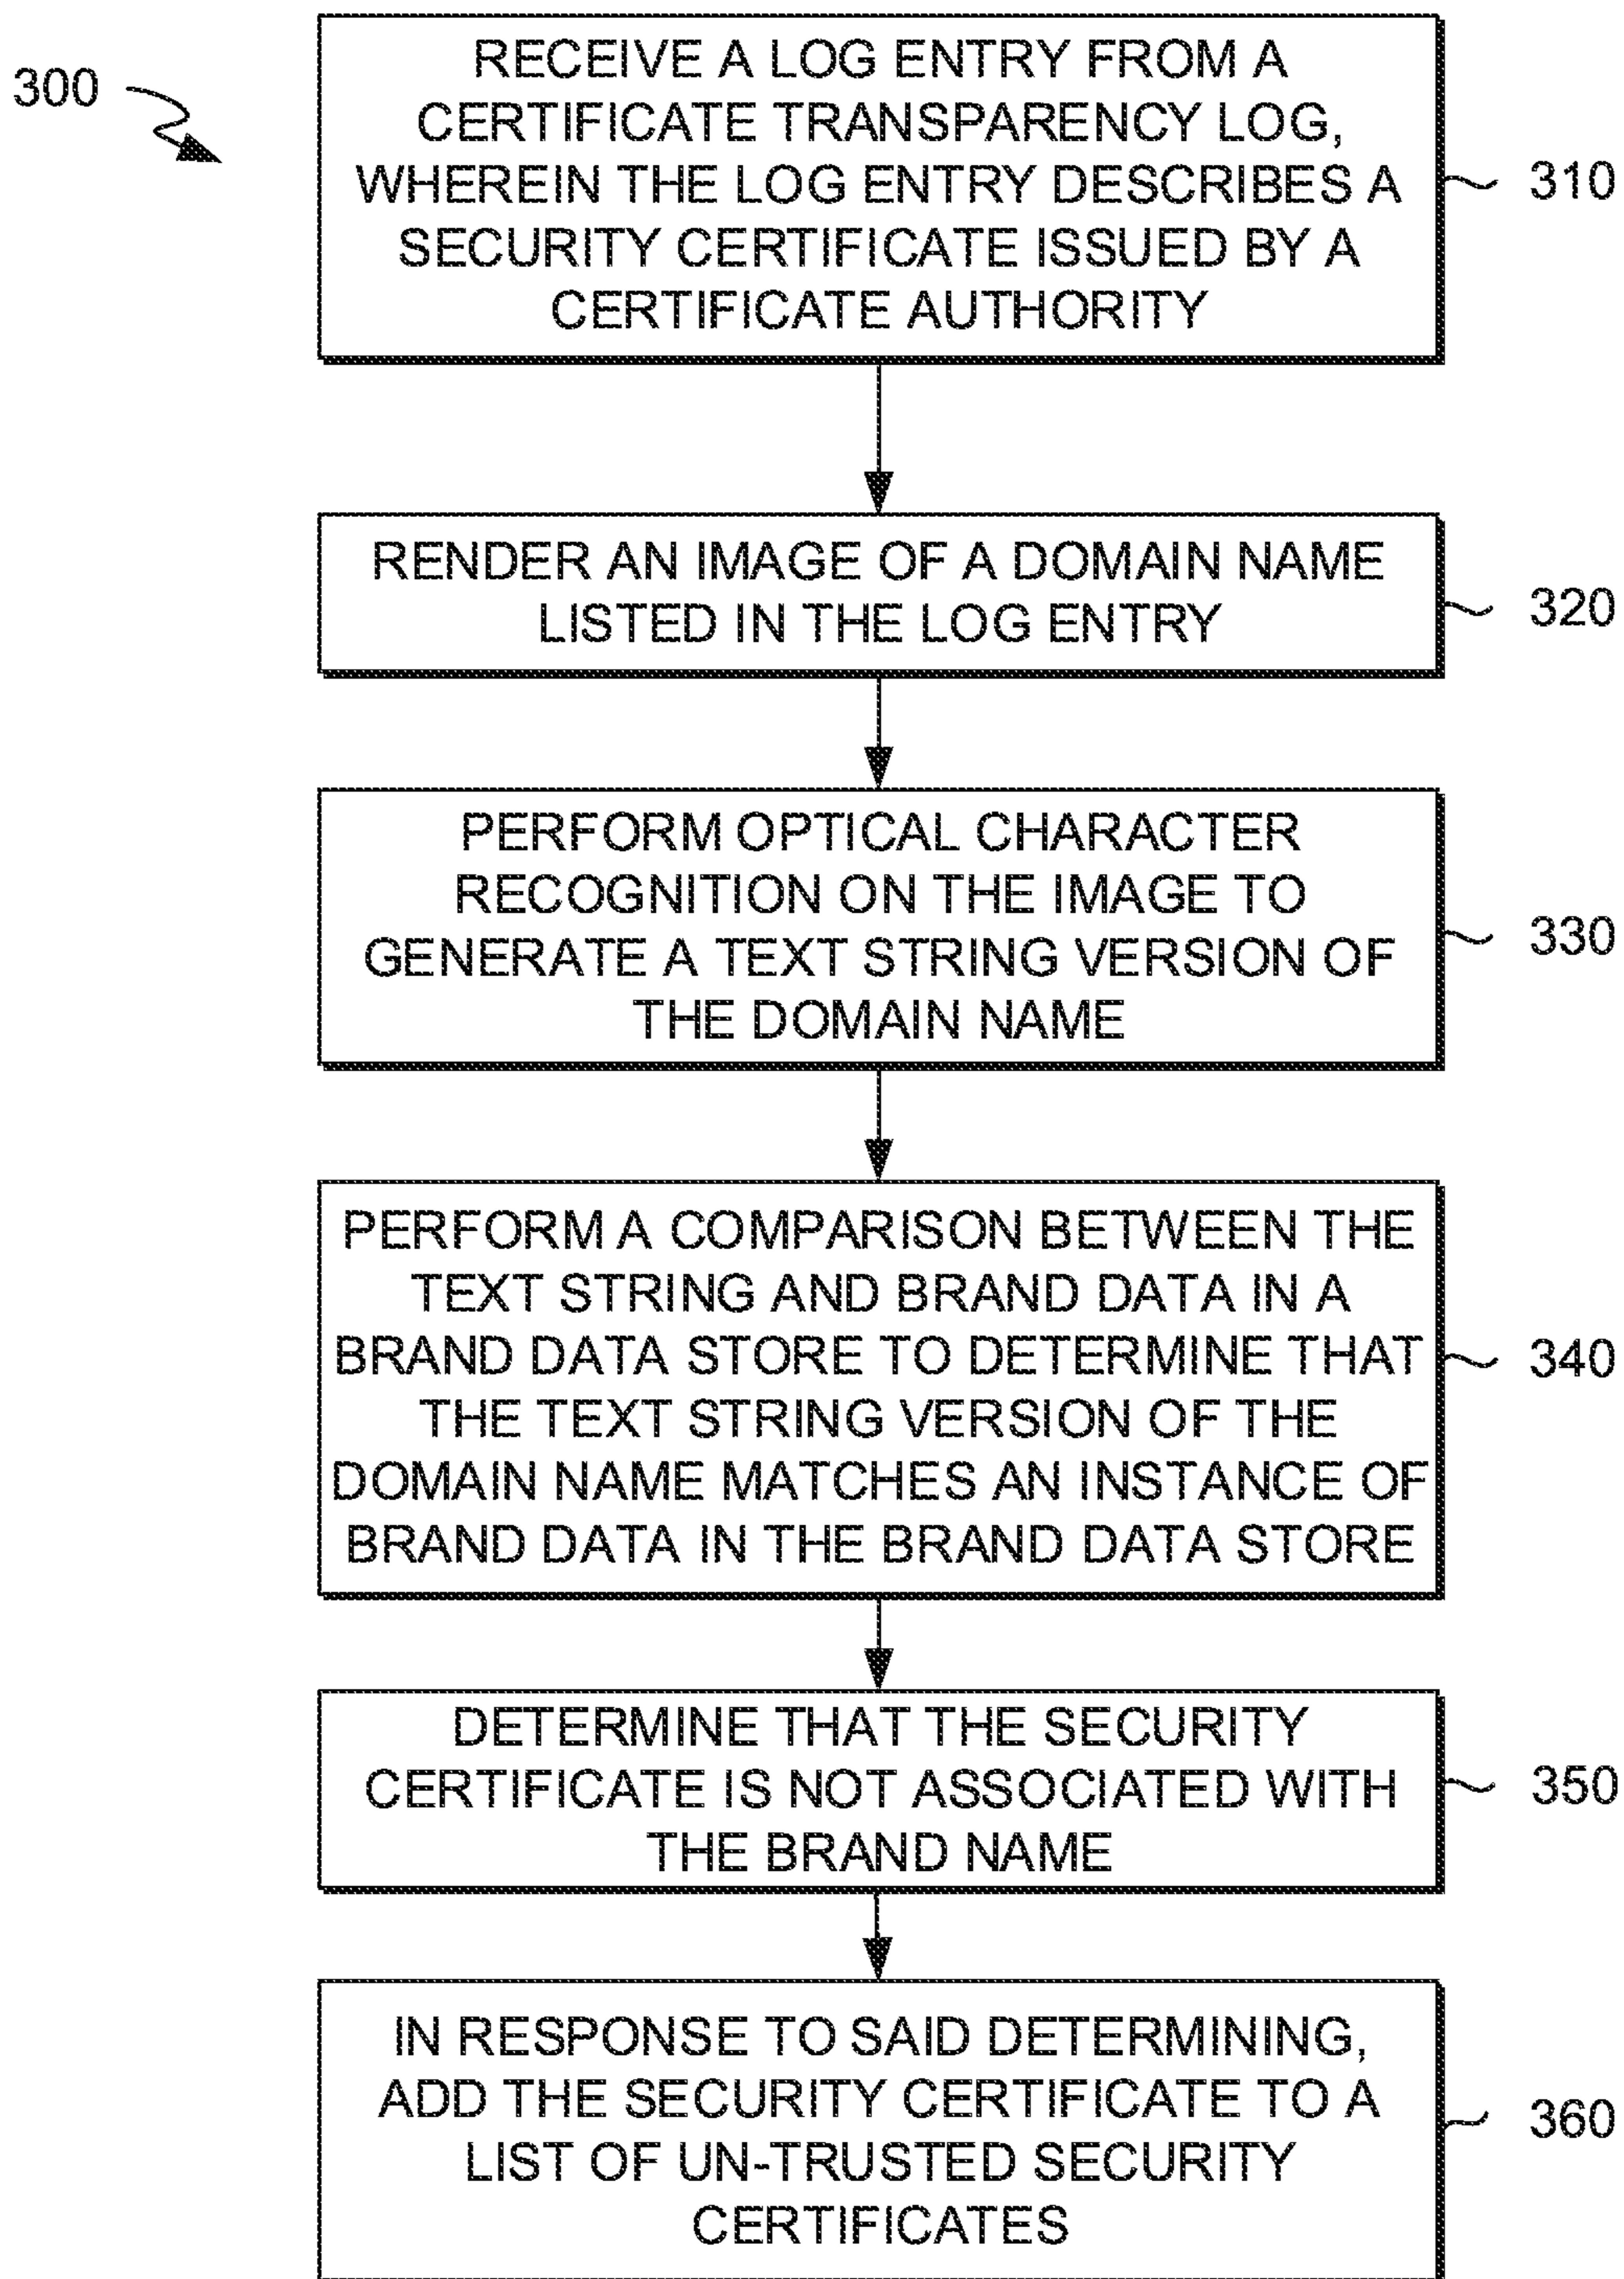 300
RECEIVE A LOG ENTRY FROM A
CERTIFICATE TRANSPARENCY LOG,
WHEREIN THE LOG ENTRY DESCRIBES A
SECURITY CERTIFICATE ISSUED BY A
CERTIFICATE AUTHORITY
310
RENDER AN IMAGE OF A DOMAIN NAME
LISTED IN THE LOG ENTRY
320
PERFORM OPTICAL CHARACTER
RECOGNITION ON THE IMAGE TO
GENERATE A TEXT STRING VERSION OF
THE DOMAIN NAME
330
PERFORM A COMPARISON BETWEEN THE
TEXT STRING AND BRAND DATA IN A
BRAND DATA STORE TO DETERMINE THAT
THE TEXT STRING VERSION OF THE
DOMAIN NAME MATCHES AN INSTANCE OF
BRAND DATA IN THE BRAND DATA STORE
340
DETERMINE THAT THE SECURITY
CERTIFICATE IS NOT ASSOCIATED WITH
THE BRAND NAME
350
IN RESPONSE TO SAID DETERMINING,
ADD THE SECURITY CERTIFICATE TO A
LIST OF UN-TRUSTED SECURITY
CERTIFICATES
360